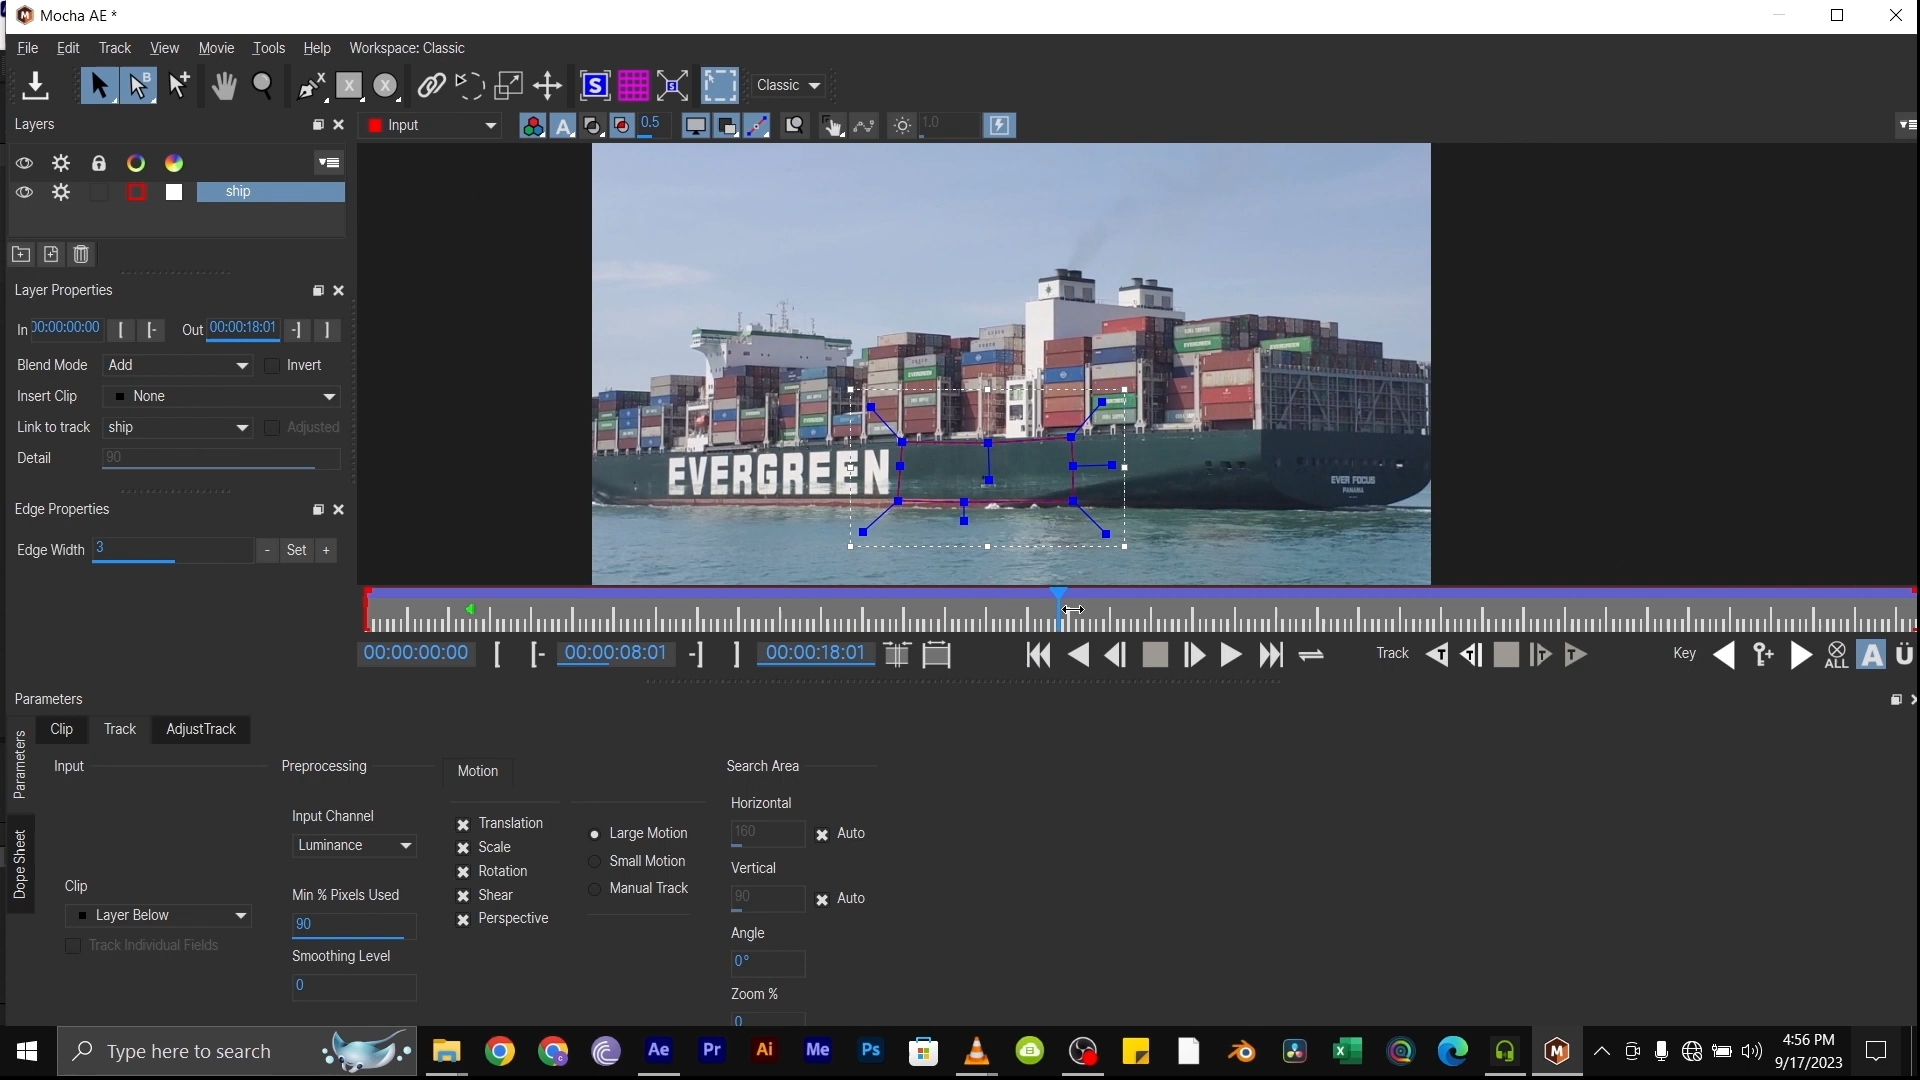 Mocha AE *
File Edit Track View Movie Tools Help Workspace: Classic
B
X X
S S Classic
Layers
Input A 0.5 1.0
ship
Layer Properties
In 00:00:00:00 [ [- Out 00:00:18:01 -] ]
Blend Mode Add Invert
Insert Clip None
Link to track ship Adjusted
Detail 90
Edge Properties
Edge Width 3 - Set +
EVERGREEN
EVERGREEN
EVERGREEN
EVERGREEN
EVER FOCUS
PANAMA
00:00:00:00 [ [- 00:00:08:01 -] ] 00:00:18:01 Track T T T T Key ALL A Ü
Parameters
Parameters
Dope Sheet
Clip Track AdjustTrack
Input
Clip
Layer Below
Track Individual Fields
Preprocessing
Input Channel
Luminance
Min % Pixels Used
90
Smoothing Level
0
Motion
Translation
Scale
Rotation
Shear
Perspective
Large Motion
Small Motion
Manual Track
Search Area
Horizontal
160 Auto
Vertical
90 Auto
Angle
0°
Zoom %
0
Type here to search
Ae Pr Ai Me Ps
4:56 PM
9/17/2023